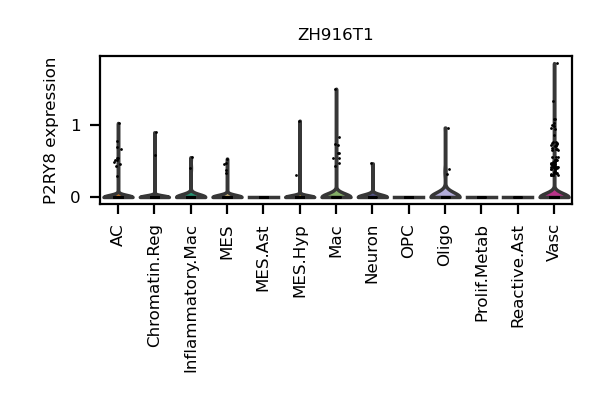 ZH916T1
P2RY8 expression
1
0
AC
Chromatin.Reg
Inflammatory.Mac
MES
MES.Ast
MES.Hyp
Mac
Neuron
OPC
Oligo
Prolif.Metab
Reactive.Ast
Vasc